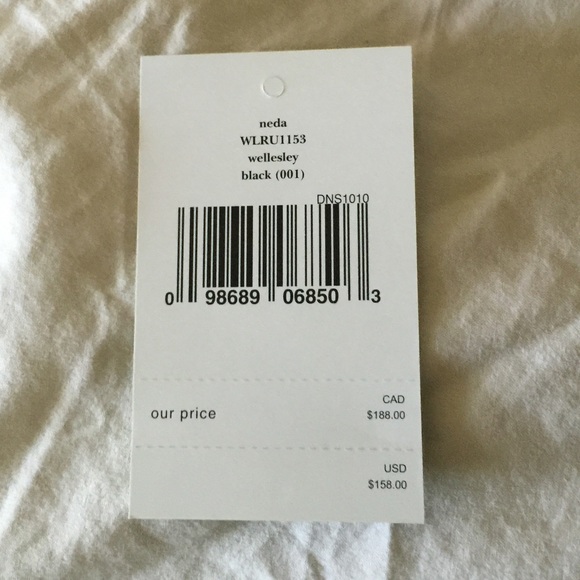 neda
WLRU1153
wellesley
black (001)
DNS1010
0 98689 06850 3
CAD
our price $188.00
USD
$158.00